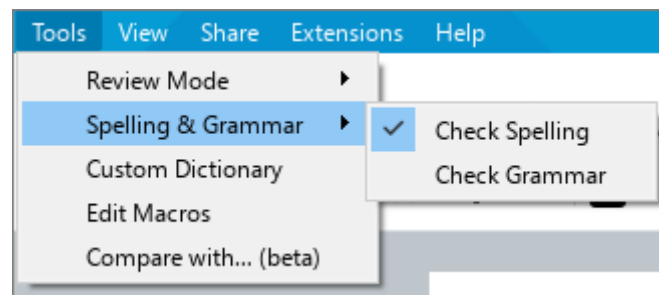 Tools View Share Extensions Help
Review Mode
Spelling & Grammar
Check Spelling
Check Grammar
Custom Dictionary
Edit Macros
Compare with... (beta)